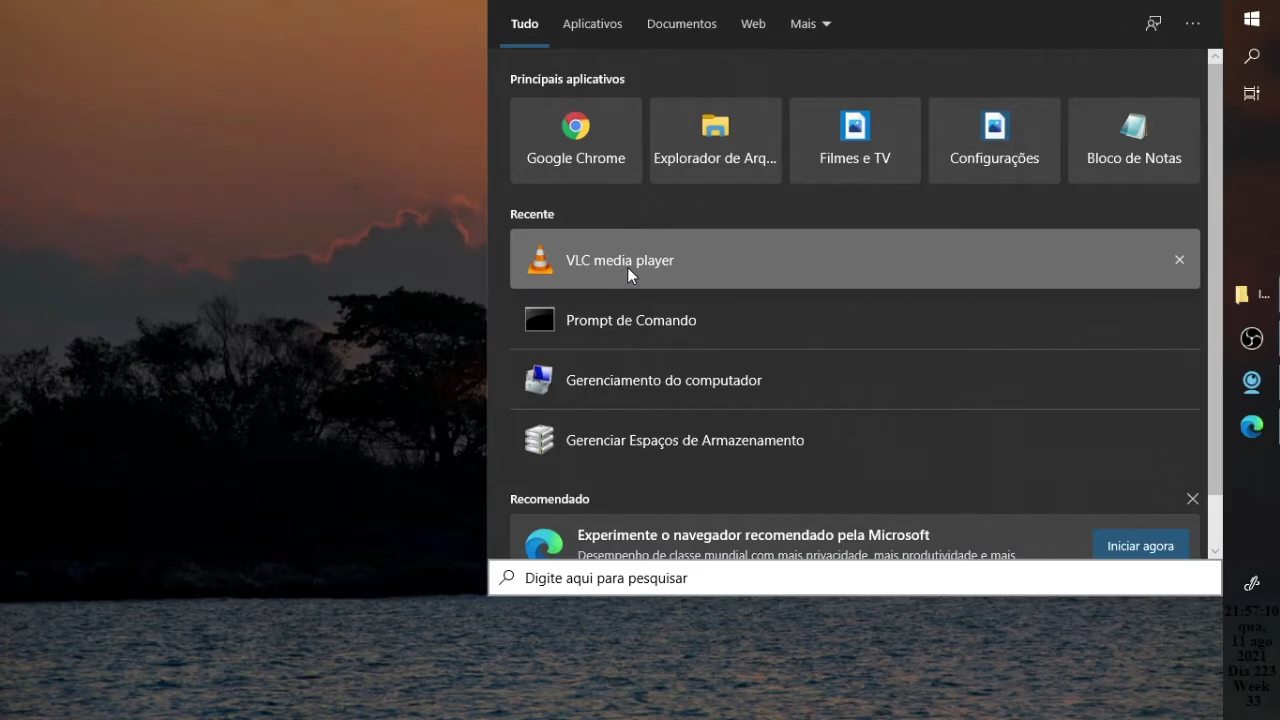 Tudo Aplicativos Documentos Web Mais
Principais aplicativos
Google Chrome Explorador de Arq... Filmes e TV Configurações Bloco de Notas
Recente
VLC media player
Prompt de Comando
Gerenciamento do computador
Gerenciar Espaços de Armazenamento
Recomendado
Experimente o navegador recomendado pela Microsoft
Desempenho de classe mundial com mais privacidade, mais produtividade e mais
Iniciar agora
Digite aqui para pesquisar
I...
qua,
11 ago
2021
Dia 223
Week
33